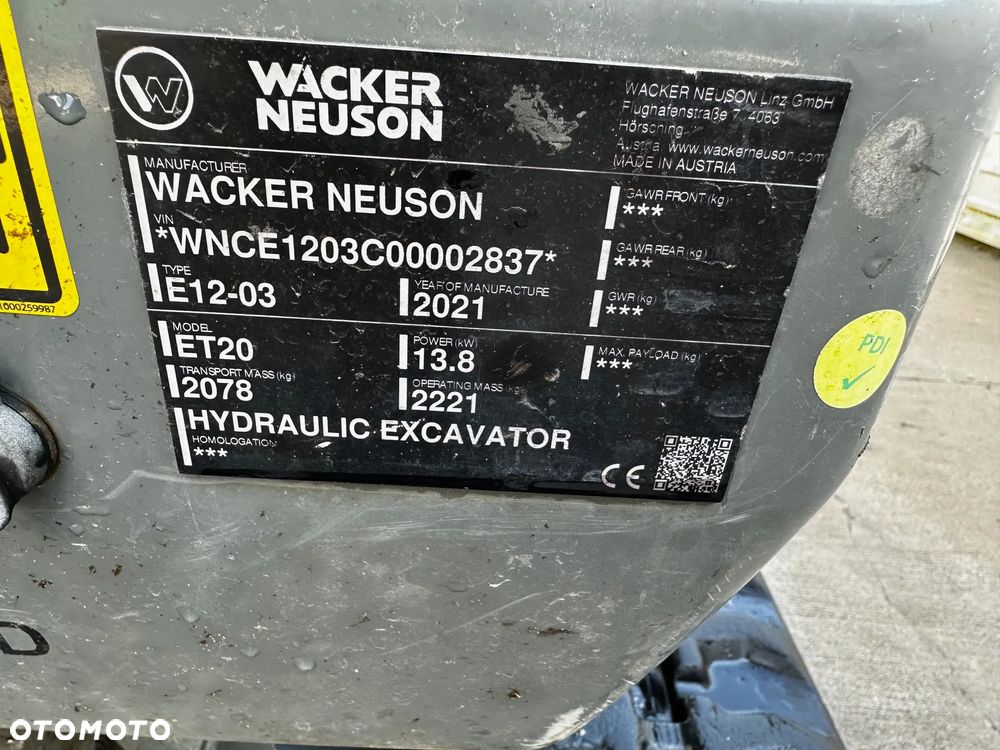 WACKER
NEUSON
WACKER NEUSON Linz GmbH
Flughafenstraße 7, 4063
Hörsching
Austria, www.wackerneuson.com
MADE IN AUSTRIA
MANUFACTURER
WACKER NEUSON
VIN
*WNCE1203C00002837*
TYPE
E12-03
YEAR OF MANUFACTURE
2021
MODEL
ET20
POWER (kW)
13.8
TRANSPORT MASS (kg)
2078
OPERATING MASS (kg)
2221
HYDRAULIC EXCAVATOR
HOMOLOGATION
***
GAWR FRONT (kg)
***
GAWR REAR (kg)
***
GWR (kg)
***
MAX. PAYLOAD (kg)
***
CE
PDI
1000259987
D
OTOMOTO